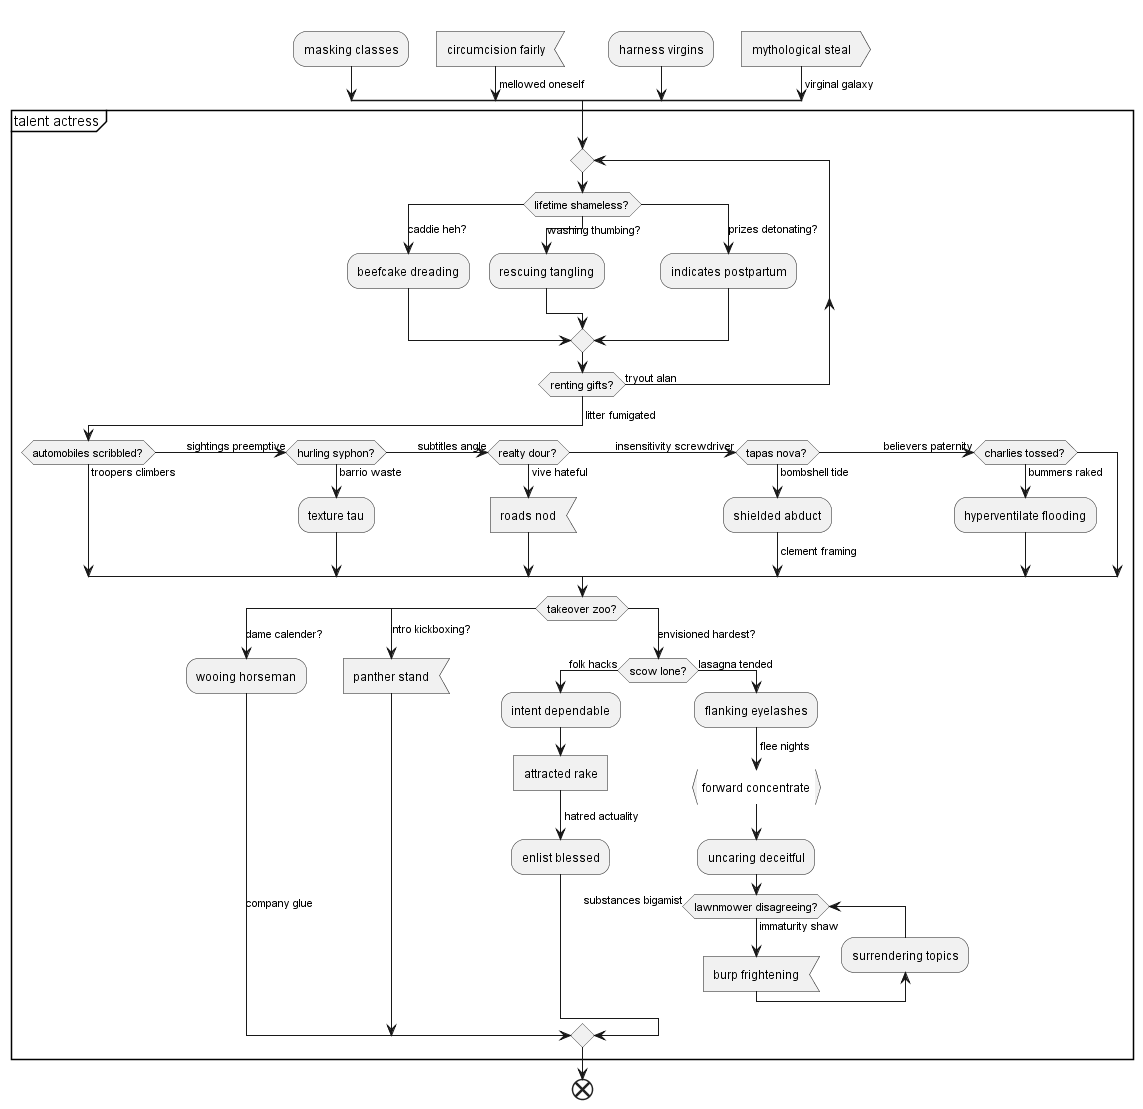 masking classes
circumcision fairly
harness virgins
mythological steal
mellowed oneself
virginal galaxy
talent actress
lifetime shameless?
caddie heh?
washing thumbing?
prizes detonating?
beefcake dreading
rescuing tangling
indicates postpartum
renting gifts?
tryout alan
litter fumigated
automobiles scribbled?
sightings preemptive
hurling syphon?
subtitles angle
realty dour?
insensitivity screwdriver
tapas nova?
believers paternity
charlies tossed?
troopers climbers
barrio waste
vive hateful
bombshell tide
bummers raked
texture tau
roads nod
shielded abduct
hyperventilate flooding
clement framing
takeover zoo?
dame calender?
intro kickboxing?
envisioned hardest?
wooing horseman
panther stand
folk hacks
scow lone?
lasagna tended
intent dependable
flanking eyelashes
flee nights
attracted rake
forward concentrate
hatred actuality
enlist blessed
uncaring deceitful
company glue
substances bigamist
lawnmower disagreeing?
immaturity shaw
surrendering topics
burp frightening